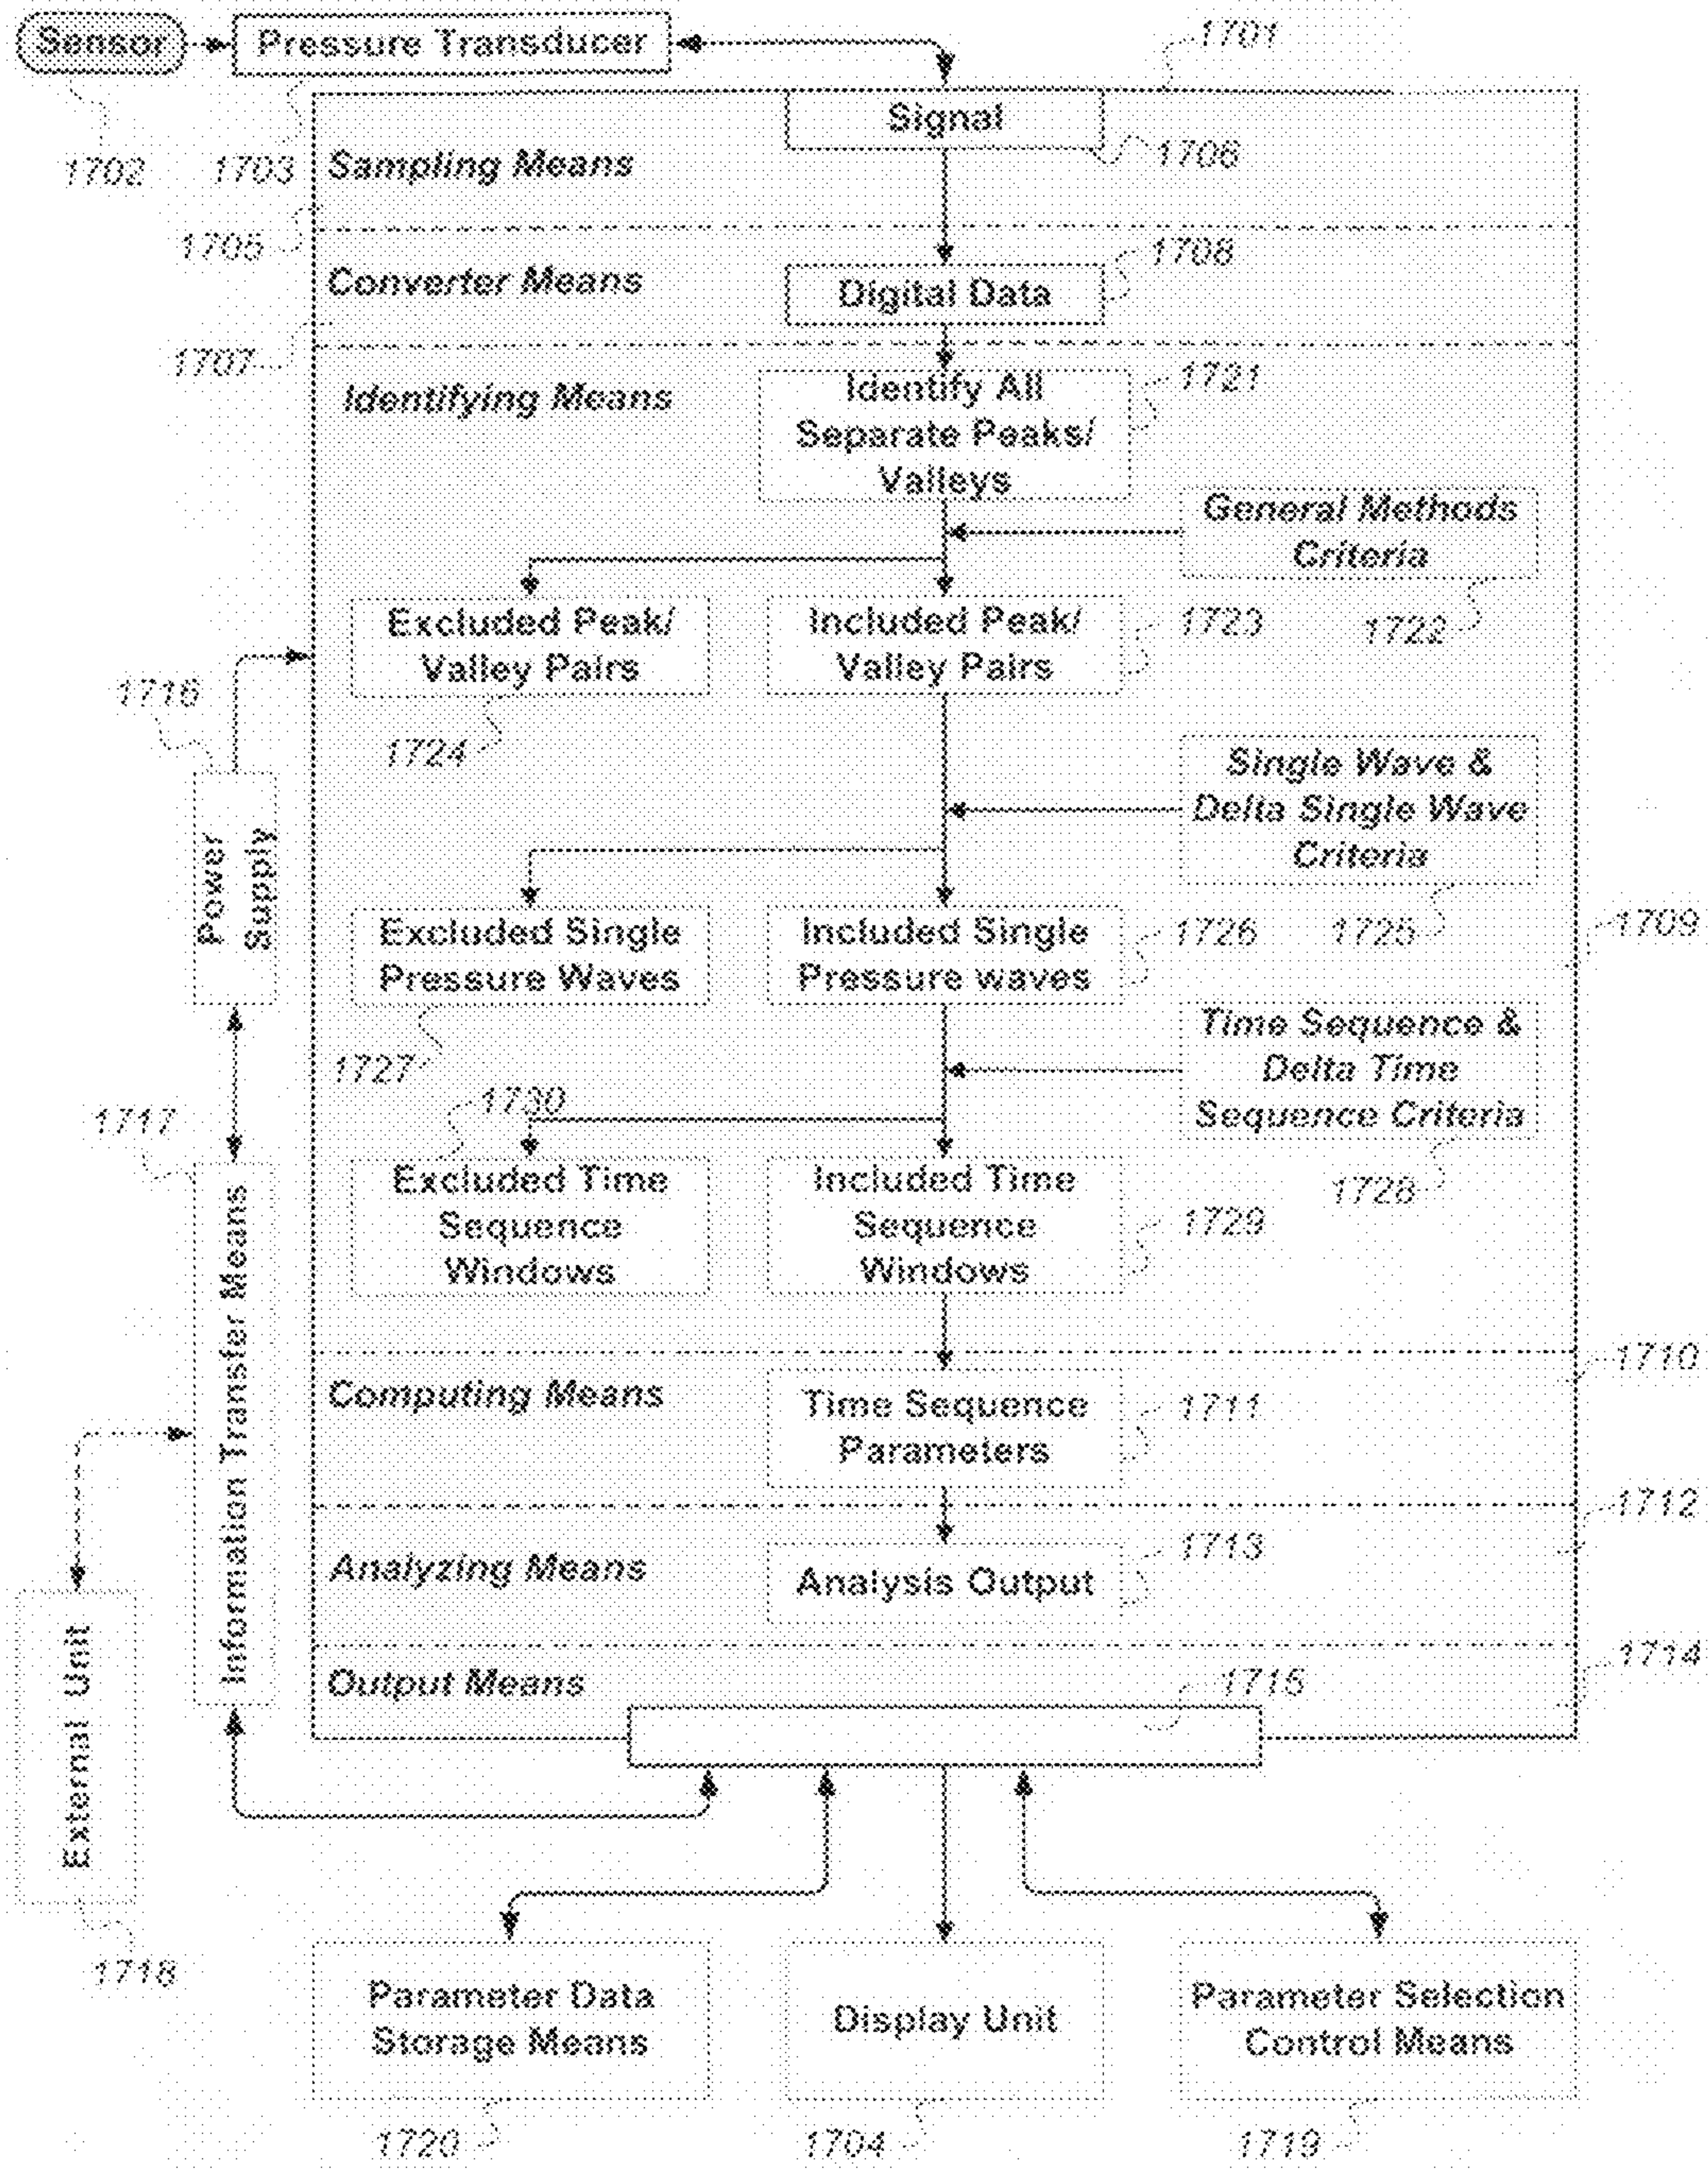 Sensor
Pressure Transducer
1701
Signal
1702
1703
Sampling Means
1706
1705
1708
Converter Means
Digital Data
1707
Identifying Means
Identify All
Separate Peaks/
Valleys
1721
General Methods
Criteria
Excluded Peak/
Valley Pairs
Included Peak/
Valley Pairs
1723
1722
1716
1724
Single Wave &
Delta Single Wave
Criteria
Power
Supply
Excluded Single
Pressure Waves
Included Single
Pressure waves
1726
1725
1709
1727
Time Sequence &
Delta Time
Sequence Criteria
1730
1717
Excluded Time
Sequence
Windows
Included Time
Sequence
Windows
1729
1728
Information Transfer Means
1710
Computing Means
Time Sequence
Parameters
1711
1712
Analyzing Means
Analysis Output
1713
External Unit
1714
Output Means
1715
1718
Parameter Data
Storage Means
Display Unit
Parameter Selection
Control Means
1720
1704
1719